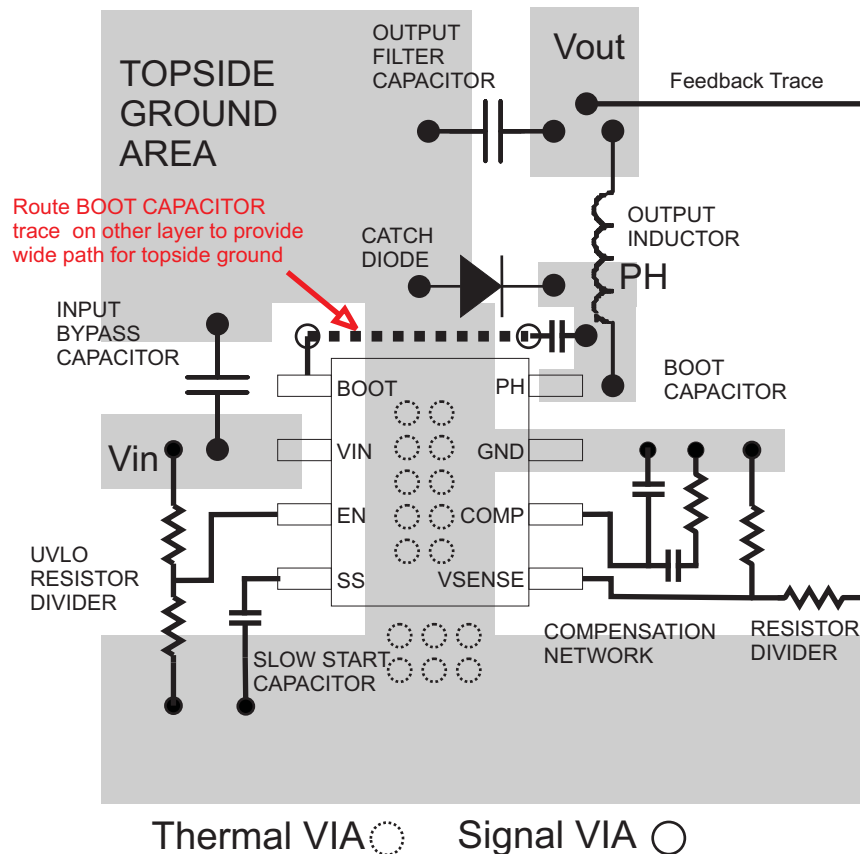 OUTPUT
FILTER
CAPACITOR
Vout
TOPSIDE
GROUND
AREA
Feedback Trace
Route BOOT CAPACITOR
trace on other layer to provide
wide path for topside ground
OUTPUT
INDUCTOR
CATCH
DIODE
PH
INPUT
BYPASS
CAPACITOR
BOOT
CAPACITOR
BOOT
PH
Vin
VIN
GND
EN
COMP
UVLO
RESISTOR
DIVIDER
SS
VSENSE
SLOW START
CAPACITOR
COMPENSATION
NETWORK
RESISTOR
DIVIDER
Thermal VIA
Signal VIA